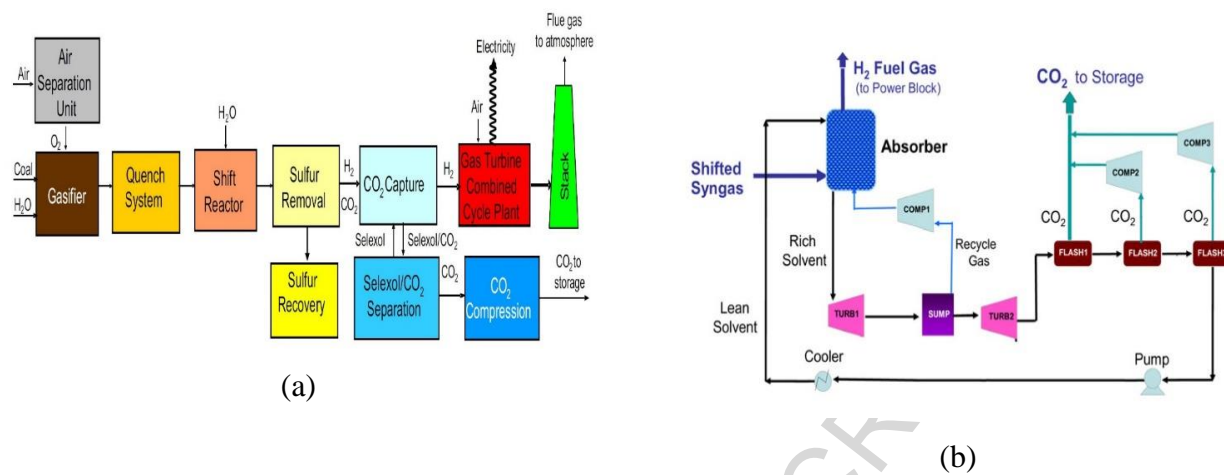 Flue gas
to atmosphere
Electricity
Air
Air
Separation
Unit
O₂
H₂O
Air
Coal
H₂O
Gasifier
Quench
System
Shift
Reactor
Sulfur
Removal
H₂
CO₂
CO₂ Capture
H₂
Gas Turbine
Combined
Cycle Plant
Stack
Selexol
Selexol/CO₂
Sulfur
Recovery
Selexol/CO₂
Separation
CO₂
CO₂
Compression
CO₂ to
storage
(a)
H₂ Fuel Gas
(to Power Block)
CO₂ to Storage
Absorber
Shifted
Syngas
COMP1
COMP2
COMP3
CO₂
CO₂
CO₂
Rich
Solvent
Recycle
Gas
FLASH1
FLASH2
FLASH3
Lean
Solvent
TURB1
SUMP
TURB2
Cooler
Pump
(b)